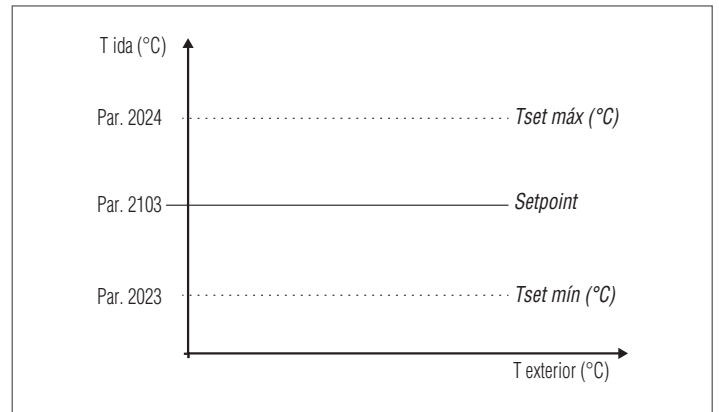 T ida (°C)
Par. 2024 Tset máx (°C)
Par. 2103 Setpoint
Par. 2023 Tset mín (°C)
T exterior (°C)